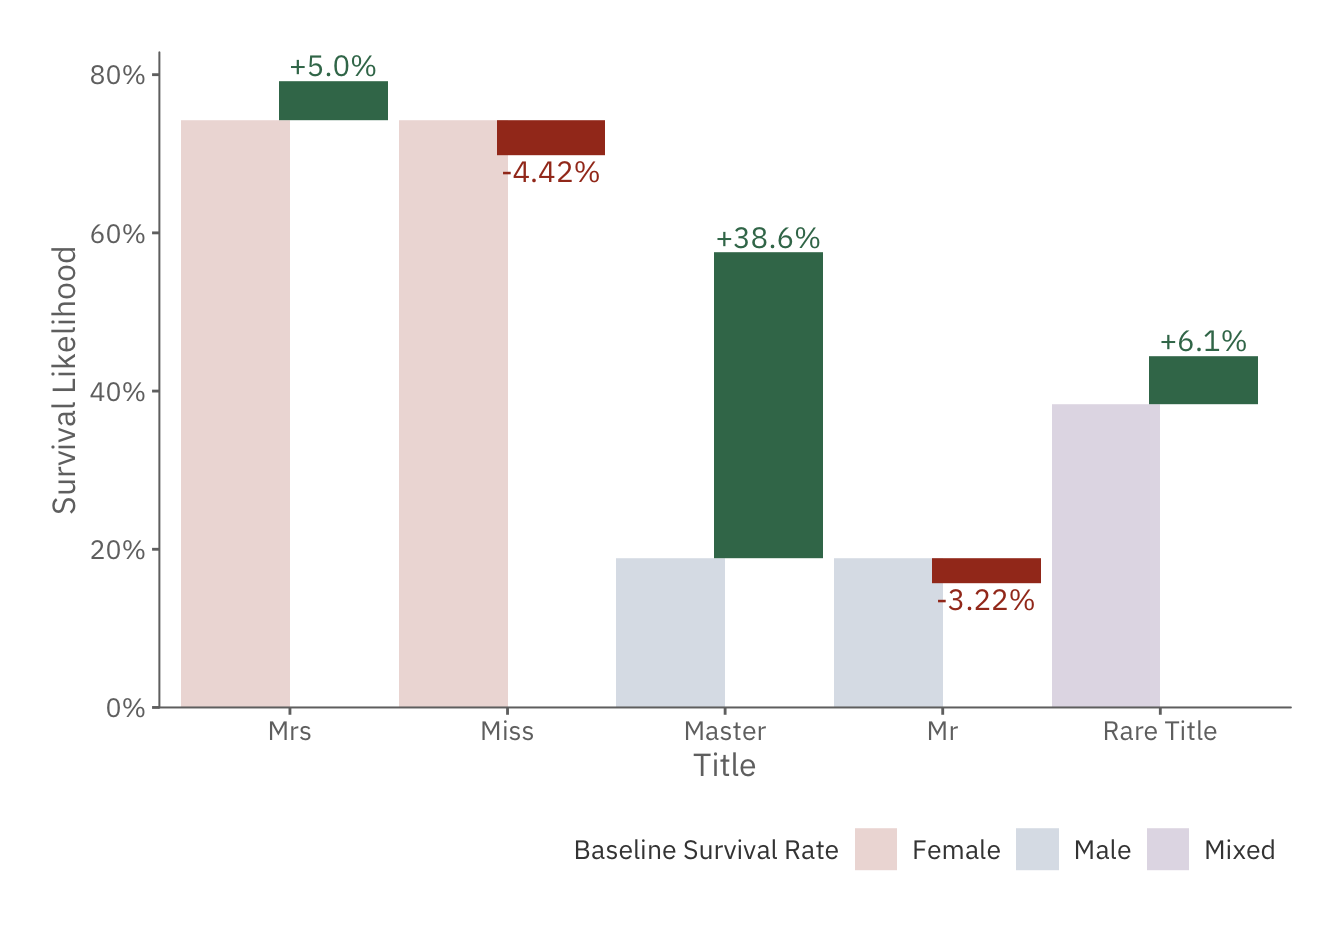 +5.0%
80%
-4.42%
60%
+38.6%
+6.1%
40%
20%
-3.22%
0%
Survival Likelihood
Mrs Miss Master Mr Rare Title
Title
Baseline Survival Rate Female Male Mixed